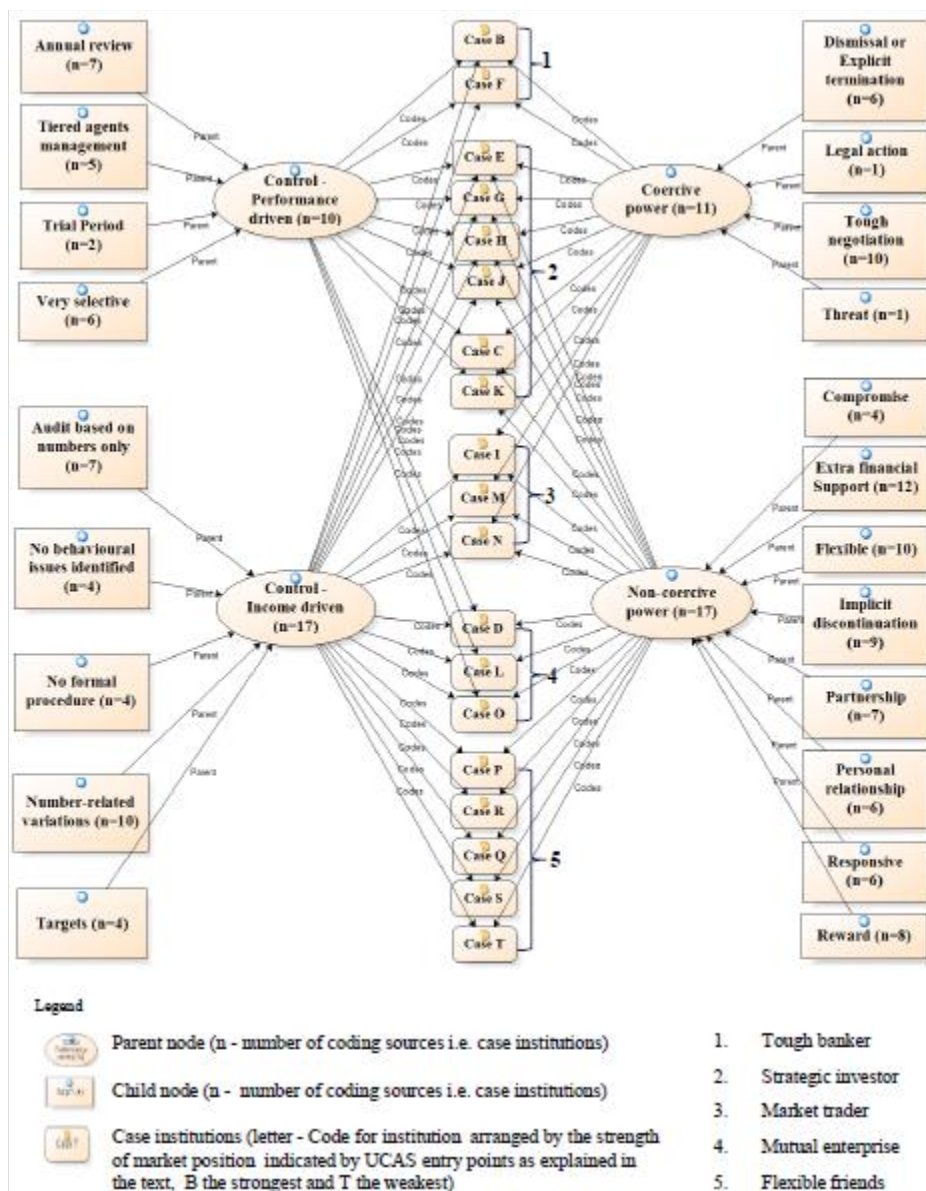 Annual review
(n=7)
Tiered agents
management
(n=5)
Trial Period
(n=2)
Very selective
(n=6)
Control -
Performance
driven (n=10)
Audit based on
numbers only
(n=7)
No behavioural
issues identified
(n=4)
No formal
procedure (n=4)
Number-related
variations (n=10)
Targets (n=4)
Control -
Income driven
(n=17)
Case B
Case F
1
Case E
Case G
Case H
Case J
Case C
Case K
2
Case I
Case M
Case N
3
Case D
Case L
Case O
4
Case P
Case R
Case Q
Case S
Case T
5
Coercive
power (n=11)
Dismissal or
Explicit
termination
(n=6)
Legal action
(n=1)
Tough
negotiation
(n=10)
Threat (n=1)
Non-coercive
power (n=17)
Compromise
(n=4)
Extra financial
Support (n=12)
Flexible (n=10)
Implicit
discontinuation
(n=9)
Partnership
(n=7)
Personal
relationship
(n=6)
Responsive
(n=6)
Reward (n=8)
Parent
Codes
Legend
Parent node (n - number of coding sources i.e. case institutions)
Child node (n - number of coding sources i.e. case institutions)
Case institutions (letter - Code for institution arranged by the strength
of market position indicated by UCAS entry points as explained in
the text, B the strongest and T the weakest)
1. Tough banker
2. Strategic investor
3. Market trader
4. Mutual enterprise
5. Flexible friends